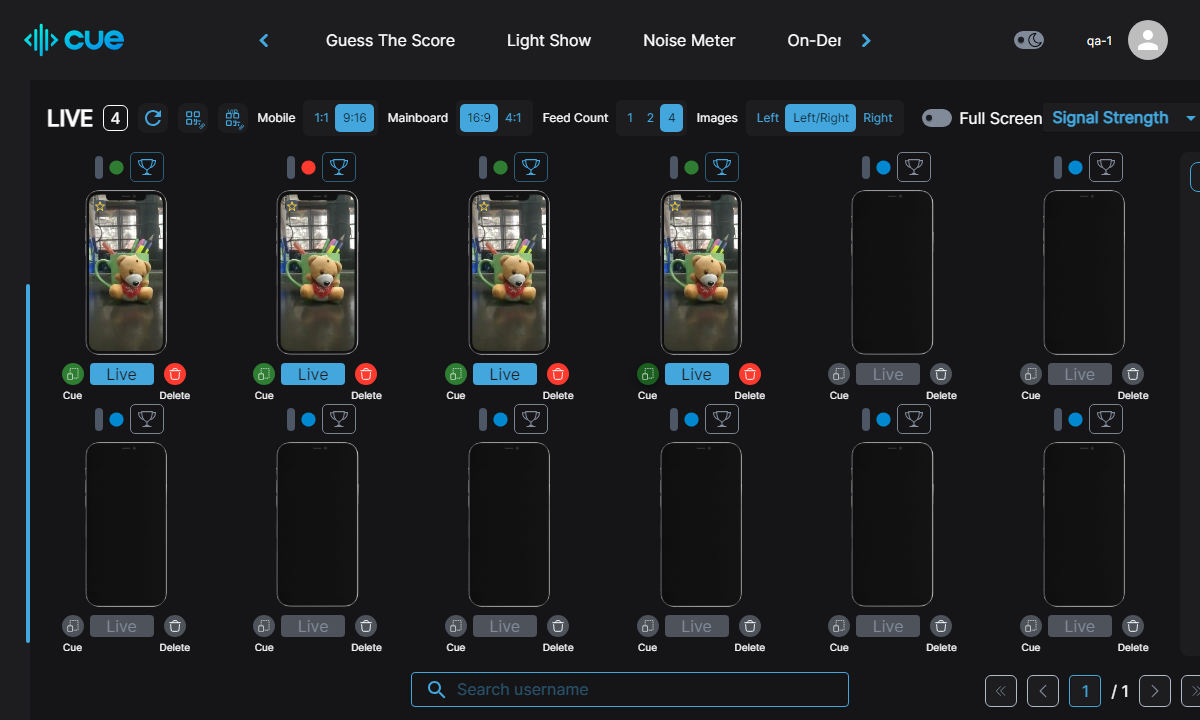 cue
Guess The Score Light Show Noise Meter On-Der
qa-1
LIVE 4 Mobile 1:1 9:16 Mainboard 16:9 4:1 Feed Count 1 2 4 Images Left Left/Right Right Full Screen Signal Strength
Live Live Live Live Live Live
Cue Delete Cue Delete Cue Delete Cue Delete Cue Delete Cue Delete
Live Live Live Live Live Live
Cue Delete Cue Delete Cue Delete Cue Delete Cue Delete Cue Delete
Search username
1 / 1